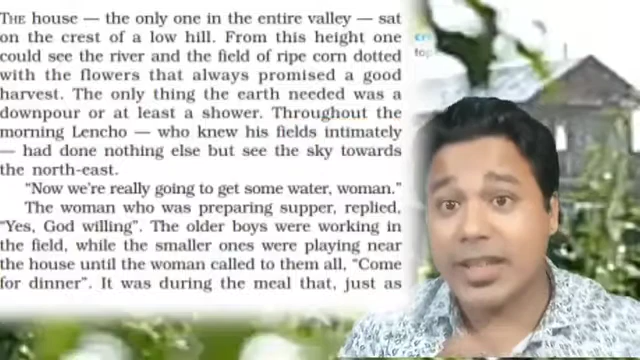 THE house — the only one in the entire valley — sat
on the crest of a low hill. From this height one
could see the river and the field of ripe corn dotted
with the flowers that always promised a good
harvest. The only thing the earth needed was a
downpour or at least a shower. Throughout the
morning Lencho — who knew his fields intimately
— had done nothing else but see the sky towards
the north-east.
“Now we’re really going to get some water, woman.”
The woman who was preparing supper, replied,
“Yes, God willing”. The older boys were working in
the field, while the smaller ones were playing near
the house until the woman called to them all, “Come
for dinner”. It was during the meal that, just as
cre
top